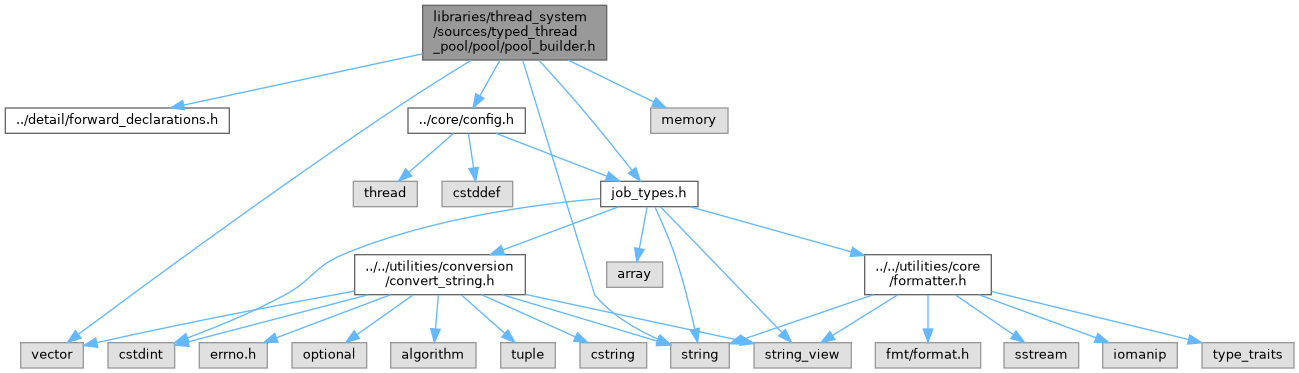 libraries/thread_system
/sources/typed_thread
_pool/pool/pool_builder.h
../detail/forward_declarations.h
../core/config.h
memory
thread
cstddef
job_types.h
../../utilities/conversion
/convert_string.h
array
../../utilities/core
/formatter.h
vector
cstdint
errno.h
optional
algorithm
tuple
cstring
string
string_view
fmt/format.h
sstream
iomanip
type_traits